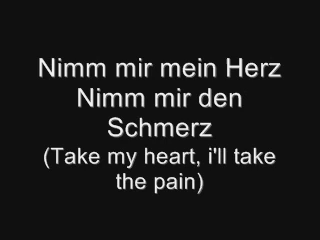 Nimm mir mein Herz
Nimm mir den
Schmerz
(Take my heart, i'll take
the pain)